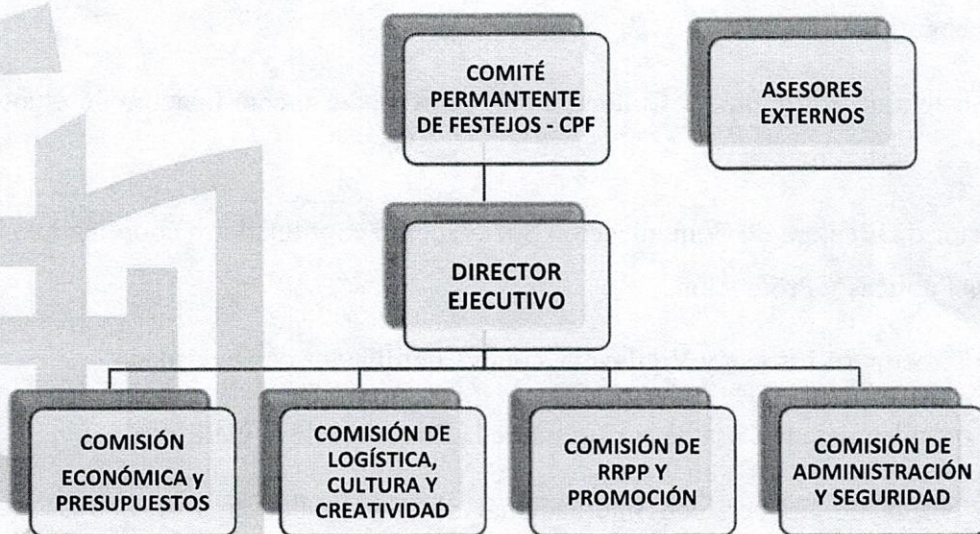 COMITÉ
PERMANTENTE
DE FESTEJOS - CPF
ASESORES
EXTERNOS
DIRECTOR
EJECUTIVO
COMISIÓN
ECONÓMICA y
PRESUPUESTOS
COMISIÓN DE
LOGÍSTICA,
CULTURA Y
CREATIVIDAD
COMISIÓN DE
RRPP Y
PROMOCIÓN
COMISIÓN DE
ADMINISTRACIÓN
Y SEGURIDAD